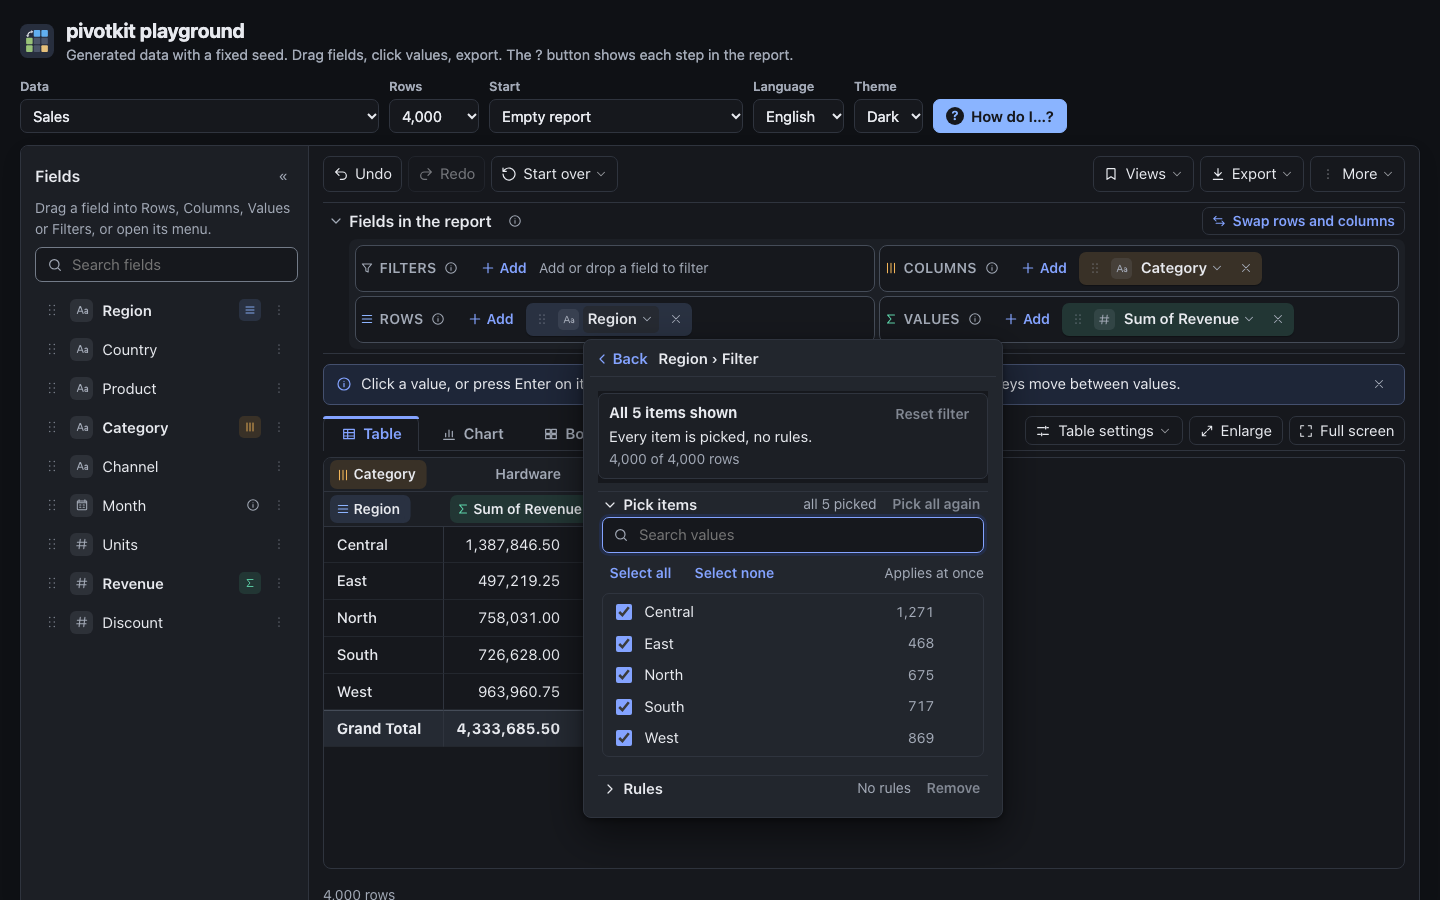 pivotkit playground
Generated data with a fixed seed. Drag fields, click values, export. The ? button shows each step in the report.
Data
Rows
Start
Language
Theme
Sales
4,000
Empty report
English
Dark
? How do I...?
Fields
«
Undo
Redo
Start over
Views
Export
More
Drag a field into Rows, Columns, Values
or Filters, or open its menu.
Search fields
Fields in the report
Swap rows and columns
FILTERS
+ Add
Add or drop a field to filter
COLUMNS
+ Add
Aa Category
ROWS
+ Add
Aa Region
Σ VALUES
+ Add
# Sum of Revenue
Aa Region
Aa Country
Aa Product
Aa Category
Aa Channel
Month
# Units
# Revenue Σ
# Discount
Back Region › Filter
Click a value, or press Enter on it
eys move between values.
All 5 items shown
Reset filter
Every item is picked, no rules.
4,000 of 4,000 rows
Table
Chart
Bo
Table settings
Enlarge
Full screen
Category
Hardware
Region
Σ Sum of Revenue
Central 1,387,846.50
East 497,219.25
North 758,031.00
South 726,628.00
West 963,960.75
Grand Total 4,333,685.50
Pick items
all 5 picked
Pick all again
Search values
Select all
Select none
Applies at once
Central 1,271
East 468
North 675
South 717
West 869
Rules
No rules
Remove
4,000 rows